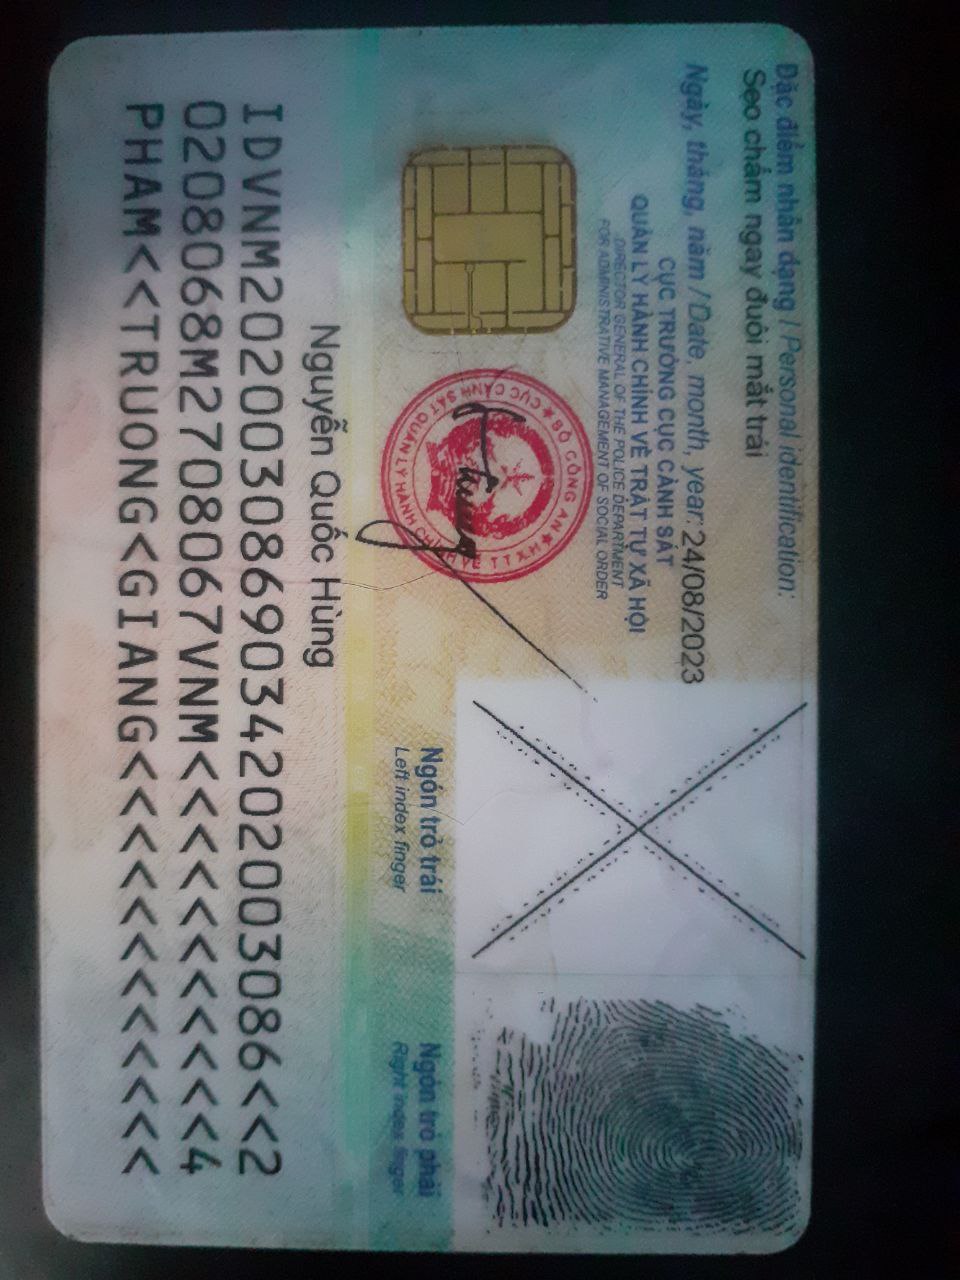 Đặc điểm nhân dạng / Personal identification:
Sẹo chấm ngay đuôi mắt trái
Ngày, tháng, năm / Date, month, year: 24/08/2023
CỤC TRƯỞNG CỤC CẢNH SÁT
QUẢN LÝ HÀNH CHÍNH VỀ TRẬT TỰ XÃ HỘI
DIRECTOR GENERAL OF THE POLICE DEPARTMENT
FOR ADMINISTRATIVE MANAGEMENT OF SOCIAL ORDER
BỘ CÔNG AN
CỤC CẢNH SÁT QUẢN LÝ HÀNH CHÍNH VỀ TTXH
Ngón trỏ trái
Left index finger
Ngón trỏ phải
Right index finger
Nguyễn Quốc Hùng
IDVNM2020030869034202003086<<2
0208068M2708067VNM<<<<<<<<<<<4
PHAM<<TRUONG<GIANG<<<<<<<<<<<<